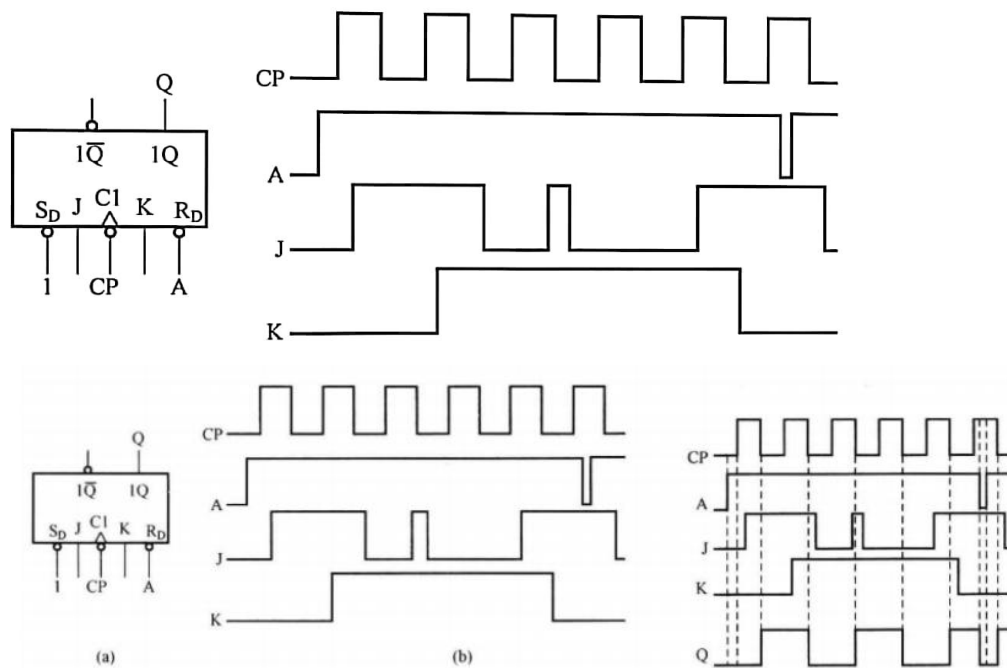 CP
Q
A
1Q̅ 1Q
S_D J C1 K R_D
J
1 CP A
K
CP
Q
A
1Q̅ 1Q
S_D J C1 K R_D
J
1 CP A
K
(a)
(b)
CP
A
J
K
Q